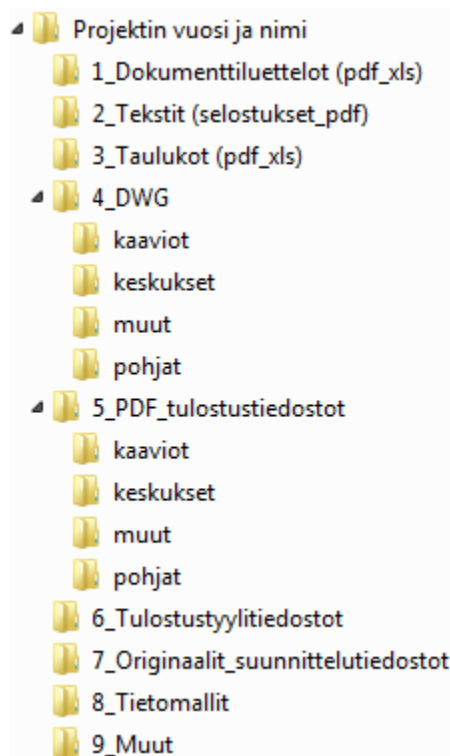 Projektin vuosi ja nimi
1_Dokumenttiluettelot (pdf_xls)
2_Tekstit (selostukset_pdf)
3_Taulukot (pdf_xls)
4_DWG
kaaviot
keskukset
muut
pohjat
5_PDF_tulostustiedostot
kaaviot
keskukset
muut
pohjat
6_Tulostustyylitiedostot
7_Originaalit_suunnittelutiedostot
8_Tietomallit
9_Muut